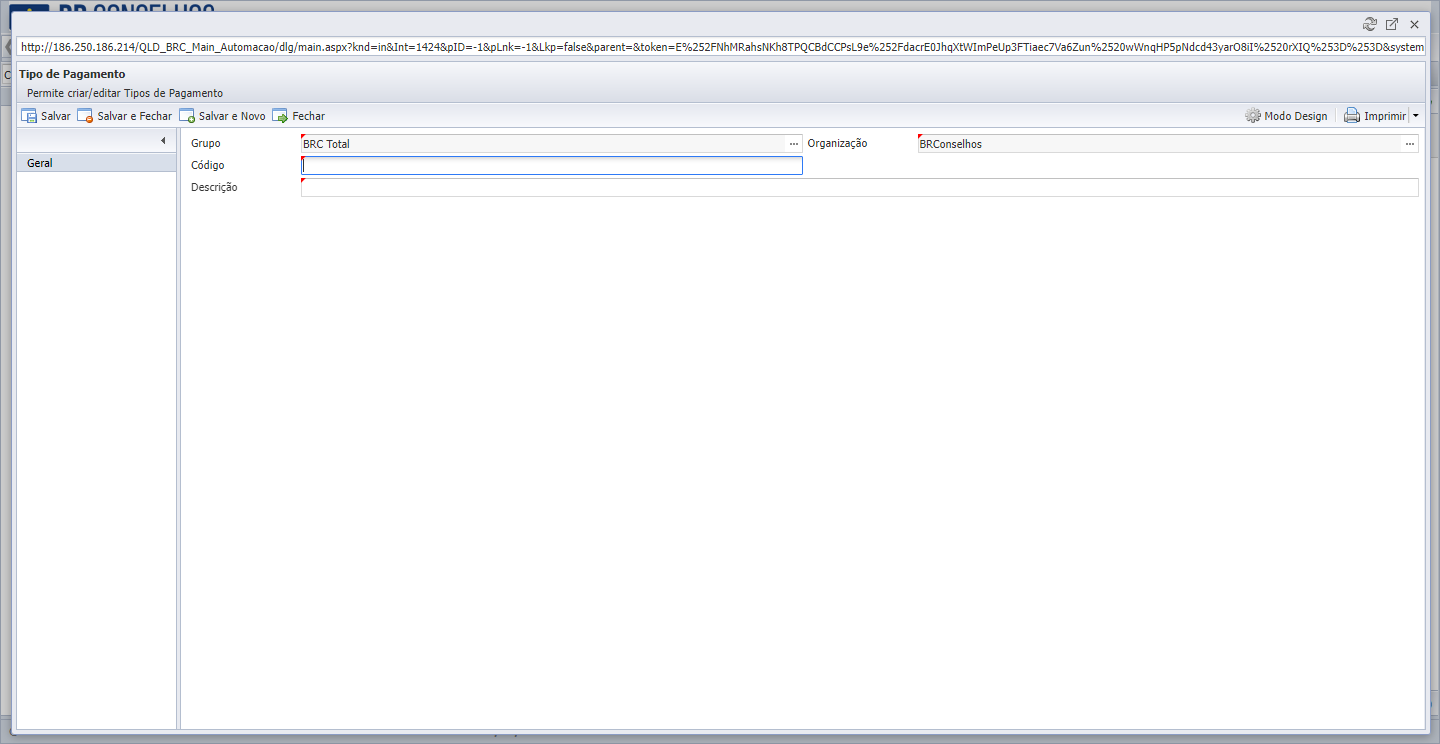 http://186.250.186.214/QLD_BRC_Main_Automacao/dlg/main.aspx?knd=in&Int=1424&pID=-1&pLnk=-1&Lkp=false&parent=&token=E%252FNhMRahsNKh8TPQCBdCCPsL9e%252FdacrE0JhqXtWImPeUp3FTiaec7Va6Zun%2520wWnqHP5pNdcd43yarO8iI%2520rXIQ%253D%253D&system
Tipo de Pagamento
Permite criar/editar Tipos de Pagamento
Salvar Salvar e Fechar Salvar e Novo Fechar Modo Design Imprimir
Geral
Grupo BRC Total ... Organização BRConselhos ...
Código
Descrição